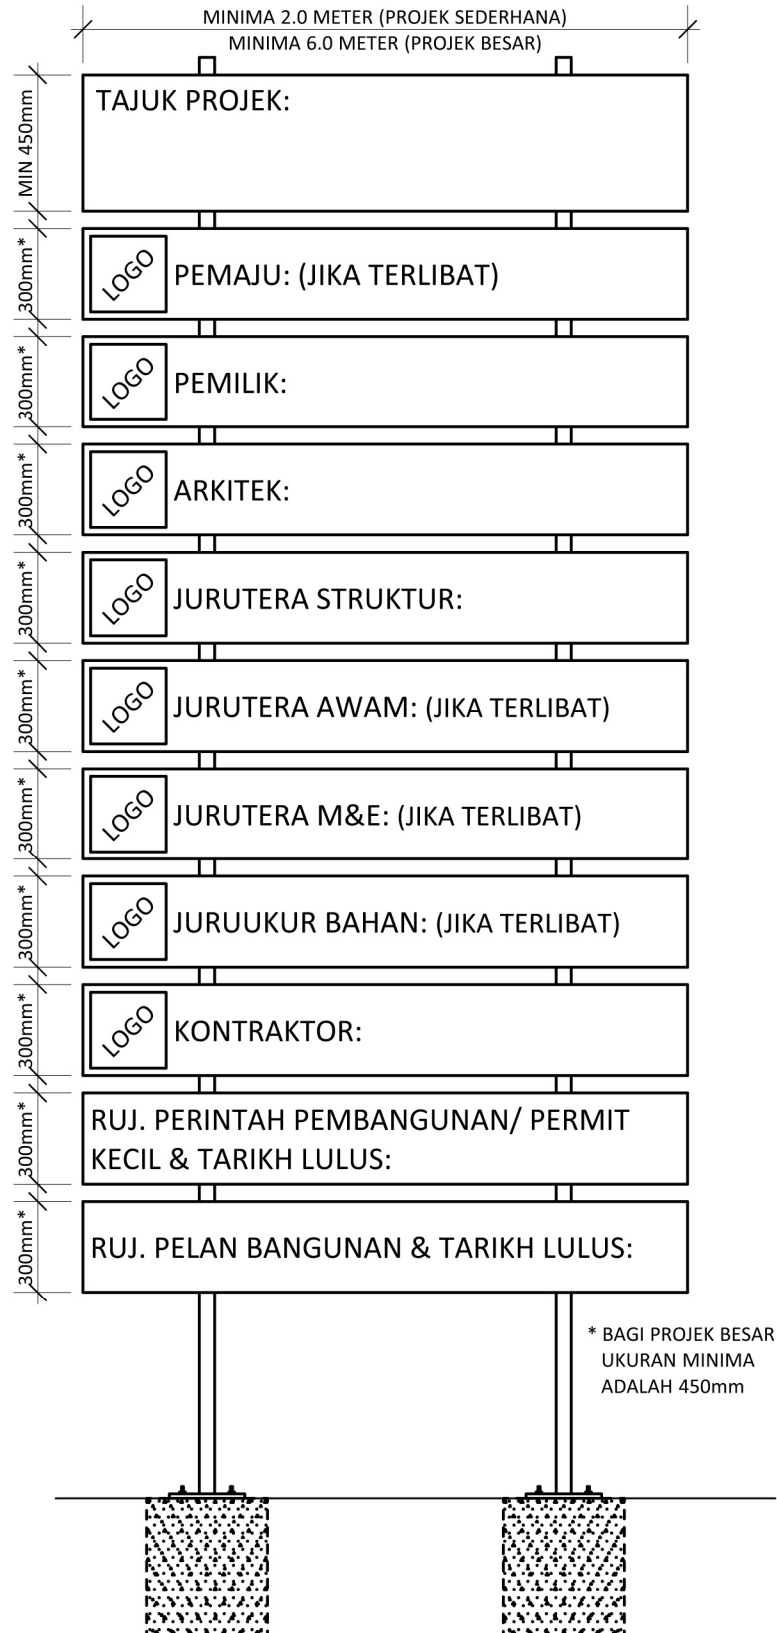 MINIMA 2.0 METER (PROJEK SEDERHANA)
MINIMA 6.0 METER (PROJEK BESAR)
MIN 450mm
TAJUK PROJEK:
300mm*
LOGO
PEMAJU: (JIKA TERLIBAT)
300mm*
LOGO
PEMILIK:
300mm*
LOGO
ARKITEK:
300mm*
LOGO
JURUTERA STRUKTUR:
300mm*
LOGO
JURUTERA AWAM: (JIKA TERLIBAT)
300mm*
LOGO
JURUTERA M&E: (JIKA TERLIBAT)
300mm*
LOGO
JURUUKUR BAHAN: (JIKA TERLIBAT)
300mm*
LOGO
KONTRAKTOR:
300mm*
RUJ. PERINTAH PEMBANGUNAN/ PERMIT
KECIL & TARIKH LULUS:
300mm*
RUJ. PELAN BANGUNAN & TARIKH LULUS:
* BAGI PROJEK BESAR
UKURAN MINIMA
ADALAH 450mm